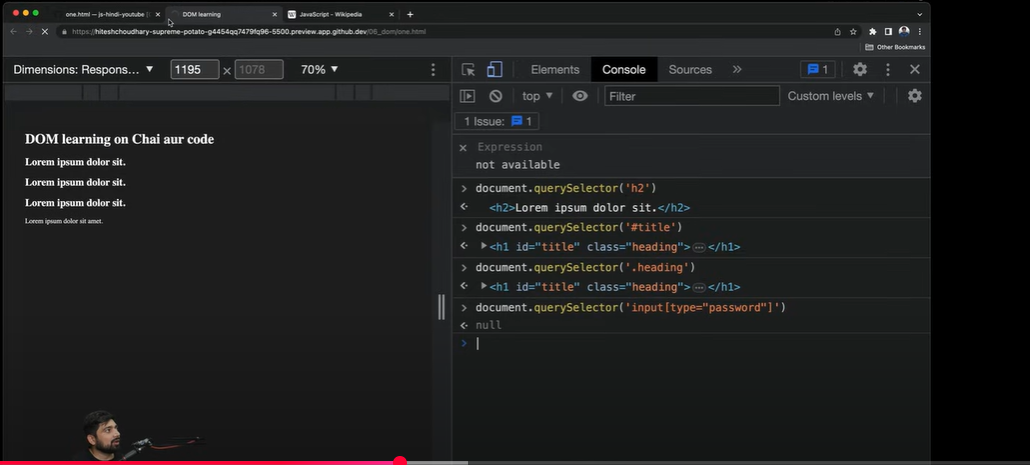 one.html — js-hindi-youtube [
DOM learning
JavaScript - Wikipedia
https://hiteshchoudhary-supreme-potato-g4454qq7479fq96-5500.preview.app.github.dev/06_dom/one.html
Other Bookmarks
Dimensions: Respons… ▼ 1195 × 1078 70% ▼
Elements Console Sources » 1
top ▼ Filter Custom levels ▼
1 Issue: 1
DOM learning on Chai aur code
Lorem ipsum dolor sit.
Lorem ipsum dolor sit.
Lorem ipsum dolor sit.
Lorem ipsum dolor sit amet.
Expression
not available
document.querySelector('h2')
<h2>Lorem ipsum dolor sit.</h2>
document.querySelector('#title')
<h1 id="title" class="heading">…</h1>
document.querySelector('.heading')
<h1 id="title" class="heading">…</h1>
document.querySelector('input[type="password"]')
null